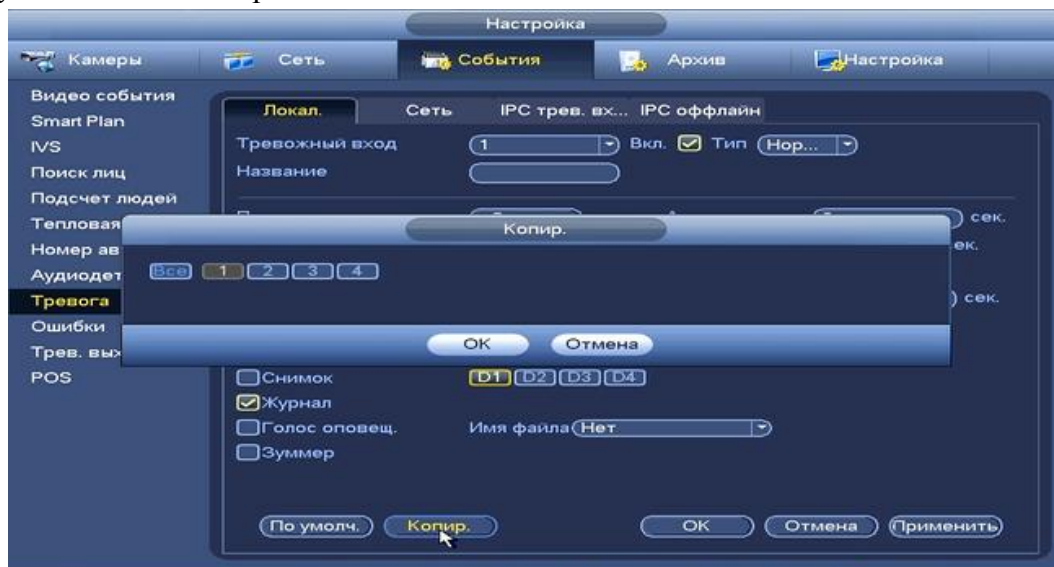 Настройка
Камеры Сеть События Архив Настройка
Видео события
Smart Plan
IVS
Поиск лиц
Подсчет людей
Тепловая
Номер ав
Аудиодет
Тревога
Ошибки
Трев. вых
POS
Локал. Сеть IPC трев. вх... IPC оффлайн
Тревожный вход 1 Вкл. Тип Нор...
Название
сек.
ек.
) сек.
Копир.
Все 1 2 3 4
OK Отмена
Снимок D1 D2 D3 D4
Журнал
Голос оповещ. Имя файла Нет
Зуммер
По умолч. Копир. OK Отмена Применить